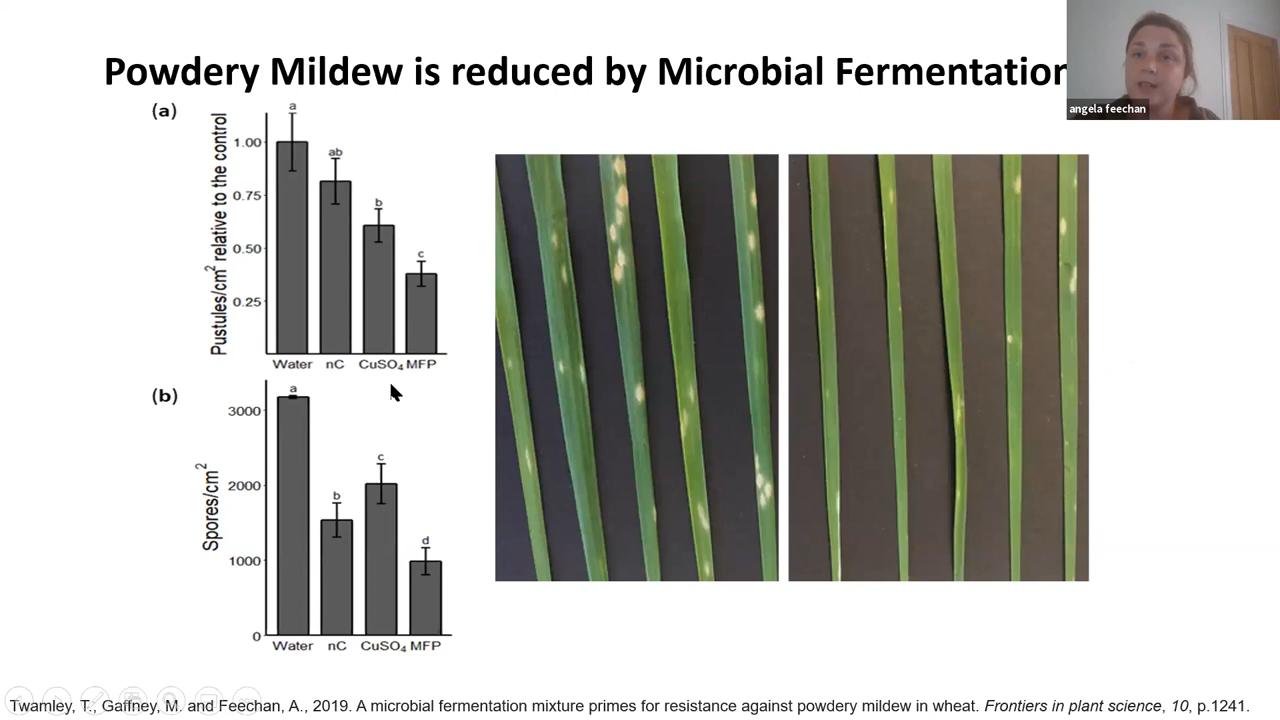 Powdery Mildew is reduced by Microbial Fermentation
angela feechan
(a)
Pustules/cm² relative to the control
1.00
0.75
0.50
0.25
a
ab
b
c
Water nC CuSO₄ MFP
(b)
Spores/cm²
3000
2000
1000
0
a
b
c
d
Water nC CuSO₄ MFP
Twamley, T., Gaffney, M. and Feechan, A., 2019. A microbial fermentation mixture primes for resistance against powdery mildew in wheat. Frontiers in plant science, 10, p.1241.